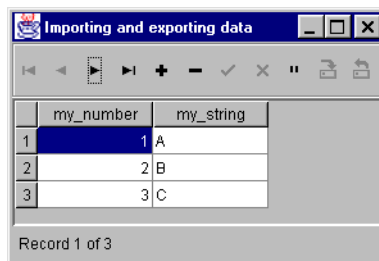 Importing and exporting data
my_number my_string
1 1 A
2 2 B
3 3 C
Record 1 of 3